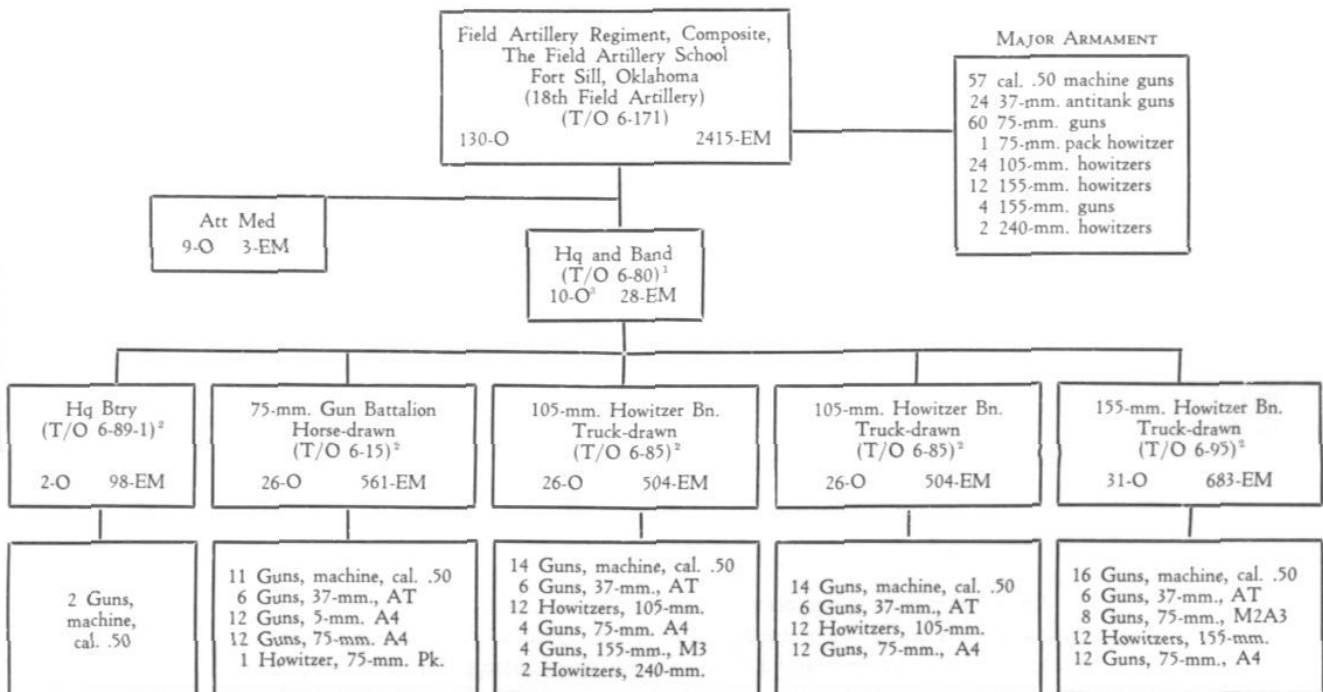 Field Artillery Regiment, Composite,
The Field Artillery School
Fort Sill, Oklahoma
(18th Field Artillery)
(T/O 6-171)
130-O 2415-EM
MAJOR ARMAMENT
57 cal. .50 machine guns
24 37-mm. antitank guns
60 75-mm. guns
1 75-mm. pack howitzer
24 105-mm. howitzers
12 155-mm. howitzers
4 155-mm. guns
2 240-mm. howitzers
Att Med
9-O 3-EM
Hq and Band
(T/O 6-80)¹
10-O³ 28-EM
Hq Btry
(T/O 6-89-1)²
2-O 98-EM
75-mm. Gun Battalion
Horse-drawn
(T/O 6-15)²
26-O 561-EM
105-mm. Howitzer Bn.
Truck-drawn
(T/O 6-85)²
26-O 504-EM
105-mm. Howitzer Bn.
Truck-drawn
(T/O 6-85)²
26-O 504-EM
155-mm. Howitzer Bn.
Truck-drawn
(T/O 6-95)²
31-O 683-EM
2 Guns,
machine,
cal. .50
11 Guns, machine, cal. .50
6 Guns, 37-mm., AT
12 Guns, 5-mm. A4
12 Guns, 75-mm. A4
1 Howitzer, 75-mm. Pk.
14 Guns, machine, cal. .50
6 Guns, 37-mm., AT
12 Howitzers, 105-mm.
4 Guns, 75-mm. A4
4 Guns, 155-mm., M3
2 Howitzers, 240-mm.
14 Guns, machine, cal. .50
6 Guns, 37-mm., AT
12 Howitzers, 105-mm.
12 Guns, 75-mm., A4
16 Guns, machine, cal. .50
6 Guns, 37-mm., AT
8 Guns, 75-mm., M2A3
12 Howitzers, 155-mm.
12 Guns, 75-mm., A4